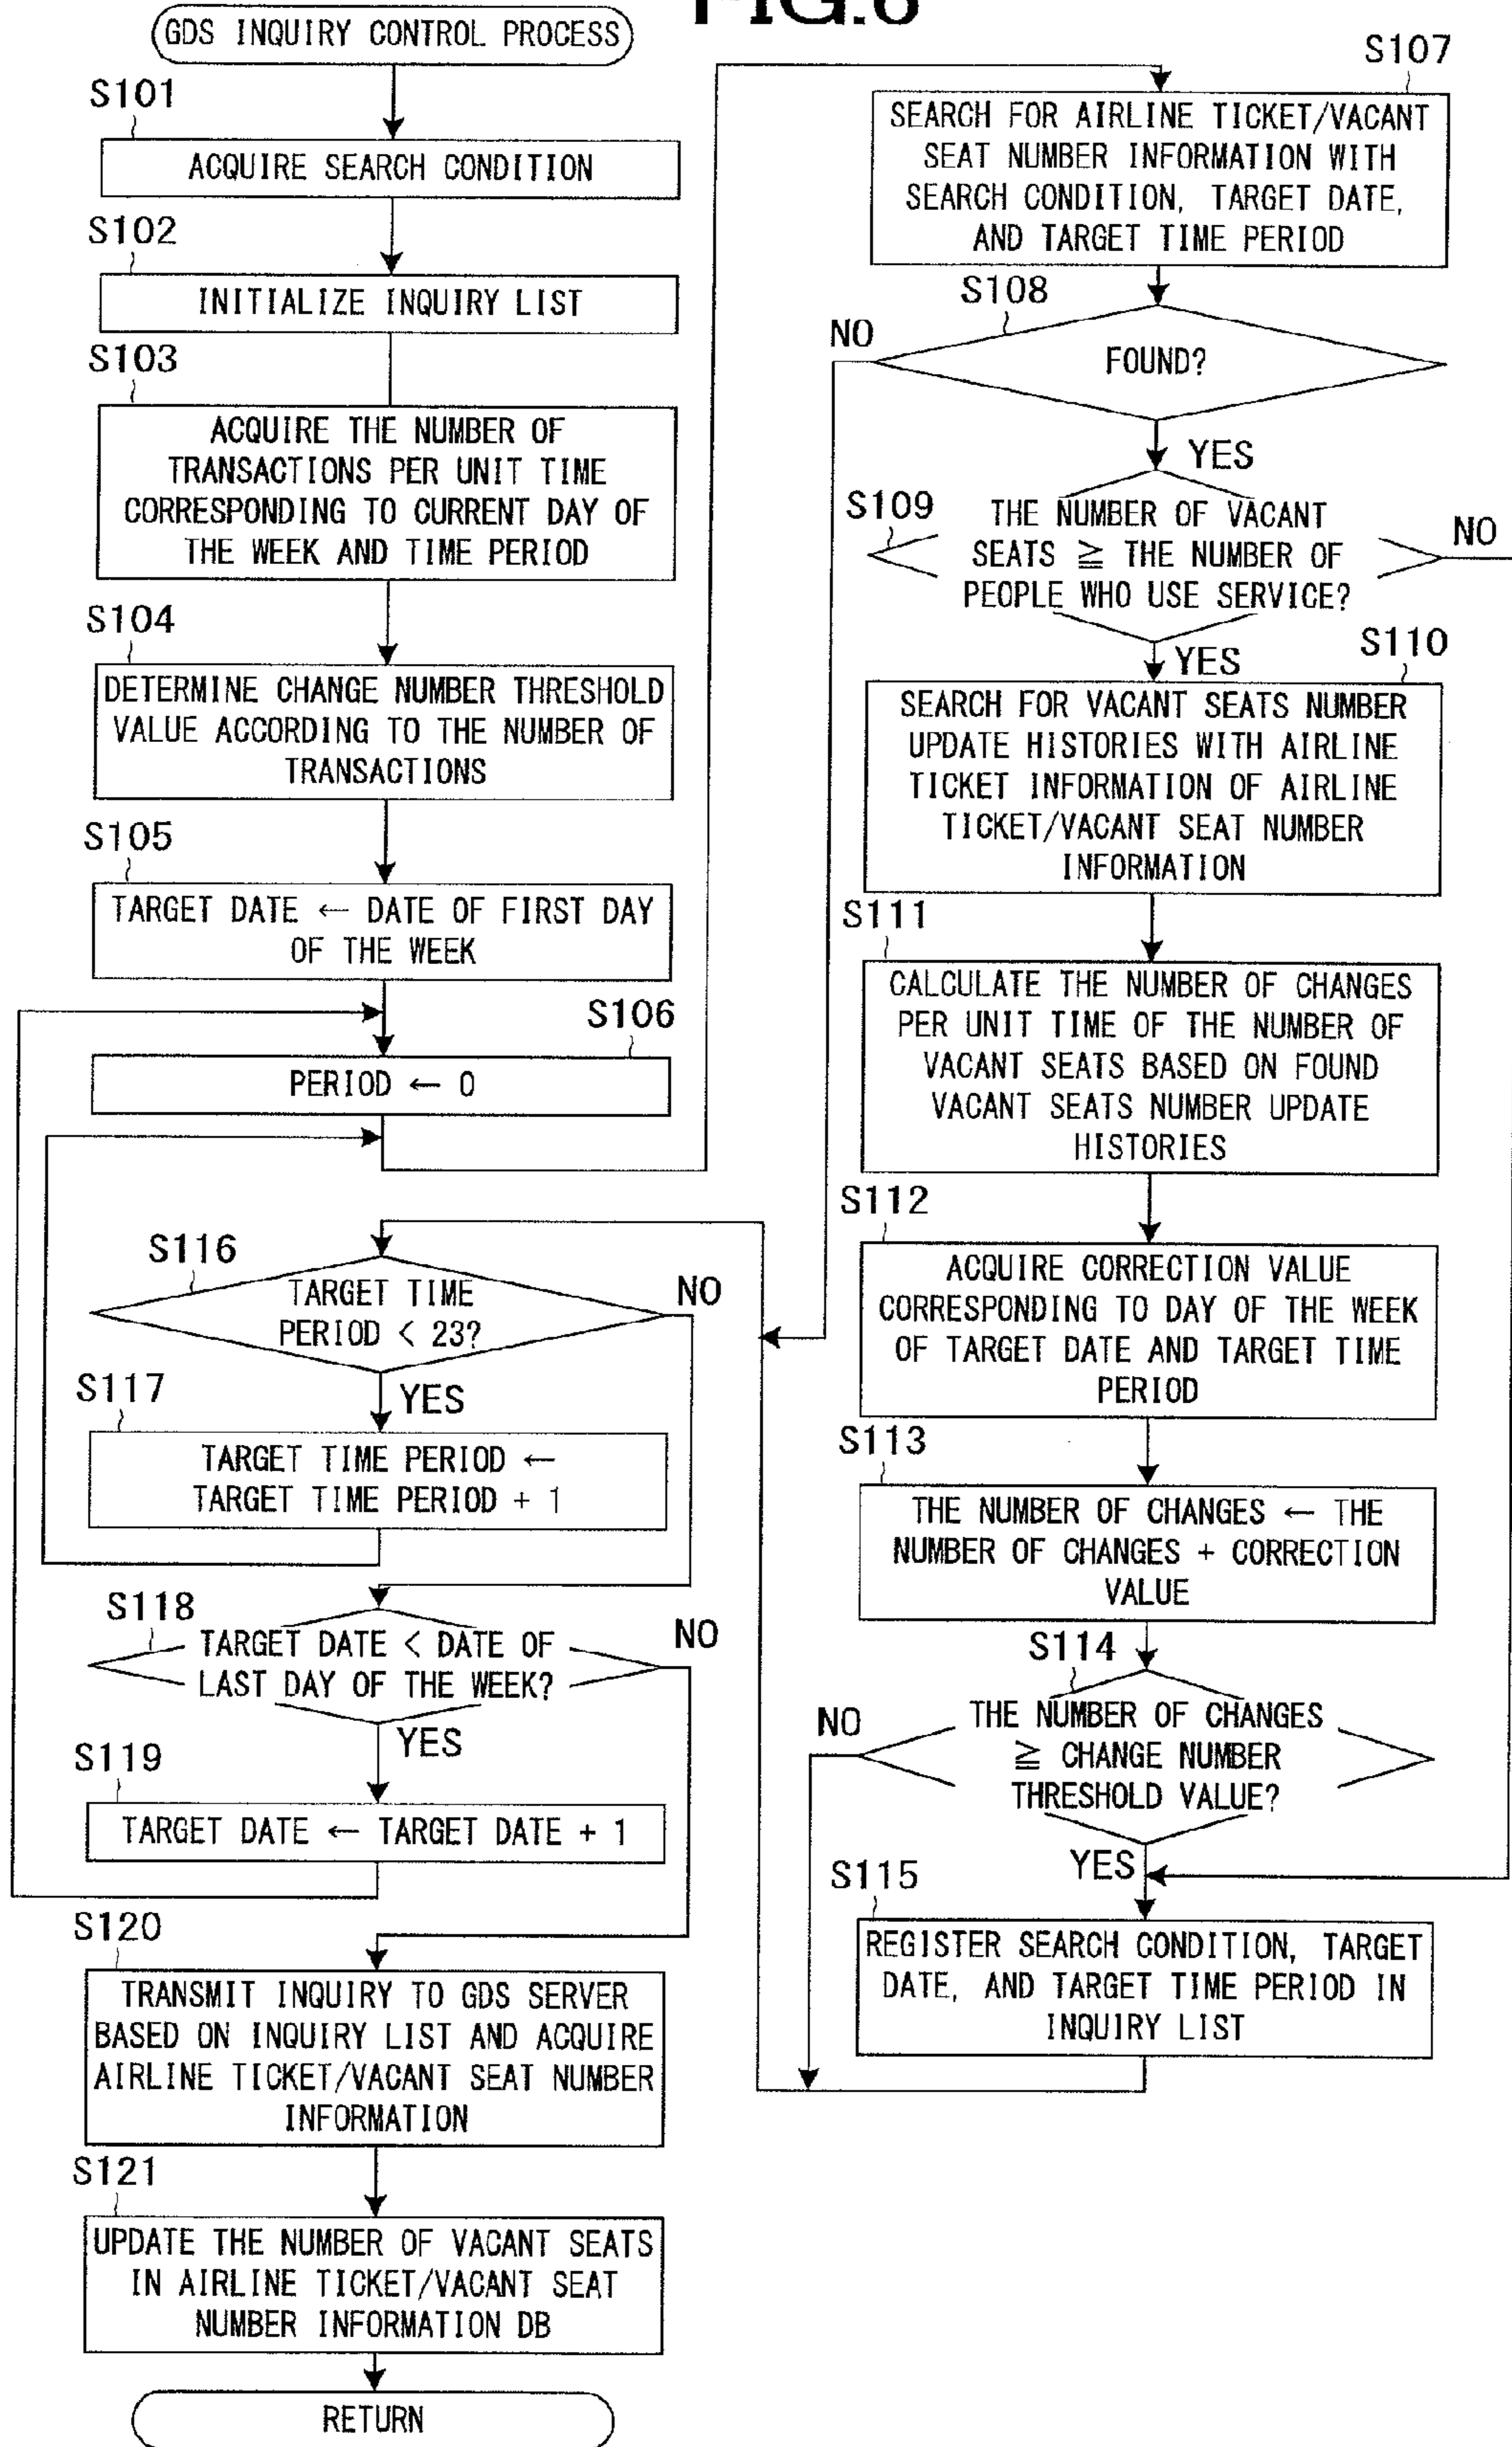 GDS INQUIRY CONTROL PROCESS
S101
ACQUIRE SEARCH CONDITION
S102
INITIALIZE INQUIRY LIST
S103
ACQUIRE THE NUMBER OF
TRANSACTIONS PER UNIT TIME
CORRESPONDING TO CURRENT DAY OF
THE WEEK AND TIME PERIOD
S104
DETERMINE CHANGE NUMBER THRESHOLD
VALUE ACCORDING TO THE NUMBER OF
TRANSACTIONS
S105
TARGET DATE ← DATE OF FIRST DAY
OF THE WEEK
S106
PERIOD ← 0
S107
SEARCH FOR AIRLINE TICKET/VACANT
SEAT NUMBER INFORMATION WITH
SEARCH CONDITION, TARGET DATE,
AND TARGET TIME PERIOD
S108
NO
FOUND?
YES
S109
THE NUMBER OF VACANT
SEATS ≧ THE NUMBER OF
PEOPLE WHO USE SERVICE?
NO
YES
S110
SEARCH FOR VACANT SEATS NUMBER
UPDATE HISTORIES WITH AIRLINE
TICKET INFORMATION OF AIRLINE
TICKET/VACANT SEAT NUMBER
INFORMATION
S111
CALCULATE THE NUMBER OF CHANGES
PER UNIT TIME OF THE NUMBER OF
VACANT SEATS BASED ON FOUND
VACANT SEATS NUMBER UPDATE
HISTORIES
S112
ACQUIRE CORRECTION VALUE
CORRESPONDING TO DAY OF THE WEEK
OF TARGET DATE AND TARGET TIME
PERIOD
S113
THE NUMBER OF CHANGES ← THE
NUMBER OF CHANGES + CORRECTION
VALUE
S114
NO
THE NUMBER OF CHANGES
≧ CHANGE NUMBER
THRESHOLD VALUE?
YES
S115
REGISTER SEARCH CONDITION, TARGET
DATE, AND TARGET TIME PERIOD IN
INQUIRY LIST
S116
TARGET TIME
PERIOD < 23?
NO
YES
S117
TARGET TIME PERIOD ←
TARGET TIME PERIOD + 1
S118
TARGET DATE < DATE OF
LAST DAY OF THE WEEK?
NO
YES
S119
TARGET DATE ← TARGET DATE + 1
S120
TRANSMIT INQUIRY TO GDS SERVER
BASED ON INQUIRY LIST AND ACQUIRE
AIRLINE TICKET/VACANT SEAT NUMBER
INFORMATION
S121
UPDATE THE NUMBER OF VACANT SEATS
IN AIRLINE TICKET/VACANT SEAT
NUMBER INFORMATION DB
RETURN